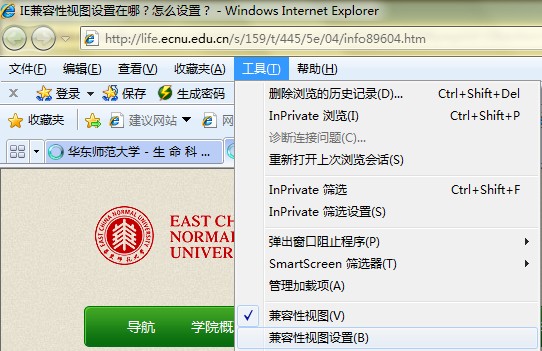 IE兼容性视图设置在哪？怎么设置？ - Windows Internet Explorer
http://life.ecnu.edu.cn/s/159/t/445/5e/04/info89604.htm
文件(F) 编辑(E) 查看(V) 收藏夹(A) 工具(T) 帮助(H)
登录 保存 生成密码
收藏夹 建议网站
华东师范大学 - 生 命 科 ...
删除浏览的历史记录(D)... Ctrl+Shift+Del
InPrivate 浏览(I) Ctrl+Shift+P
诊断连接问题(C)...
重新打开上次浏览会话(S)
InPrivate 筛选 Ctrl+Shift+F
InPrivate 筛选设置(S)
弹出窗口阻止程序(P)
SmartScreen 筛选器(T)
管理加载项(A)
兼容性视图(V)
兼容性视图设置(B)
EAST CH
NORMAL
UNIVER
导航 学院概